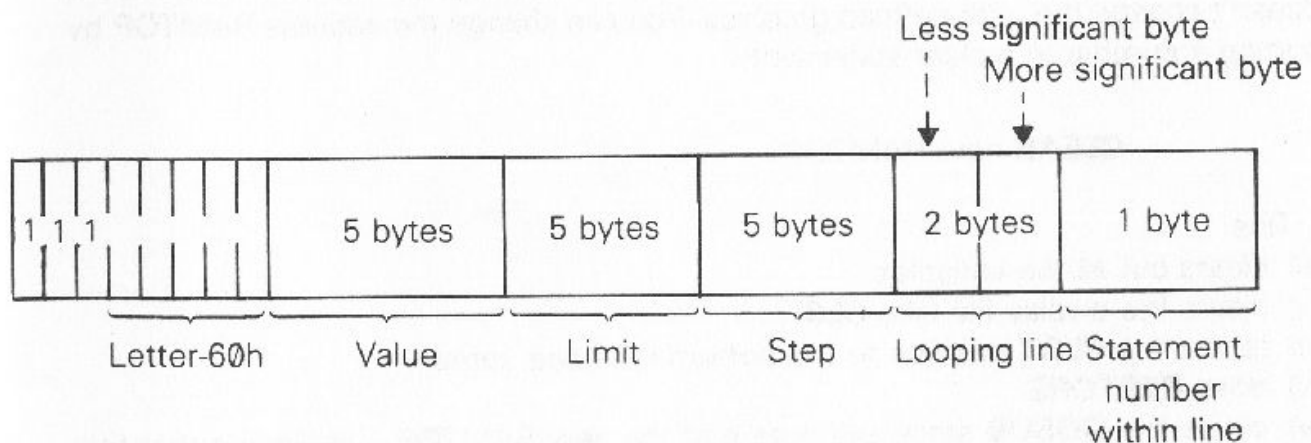 Less significant byte
More significant byte
1 1 1
5 bytes
5 bytes
5 bytes
2 bytes
1 byte
Letter-60h
Value
Limit
Step
Looping line
Statement
number
within line